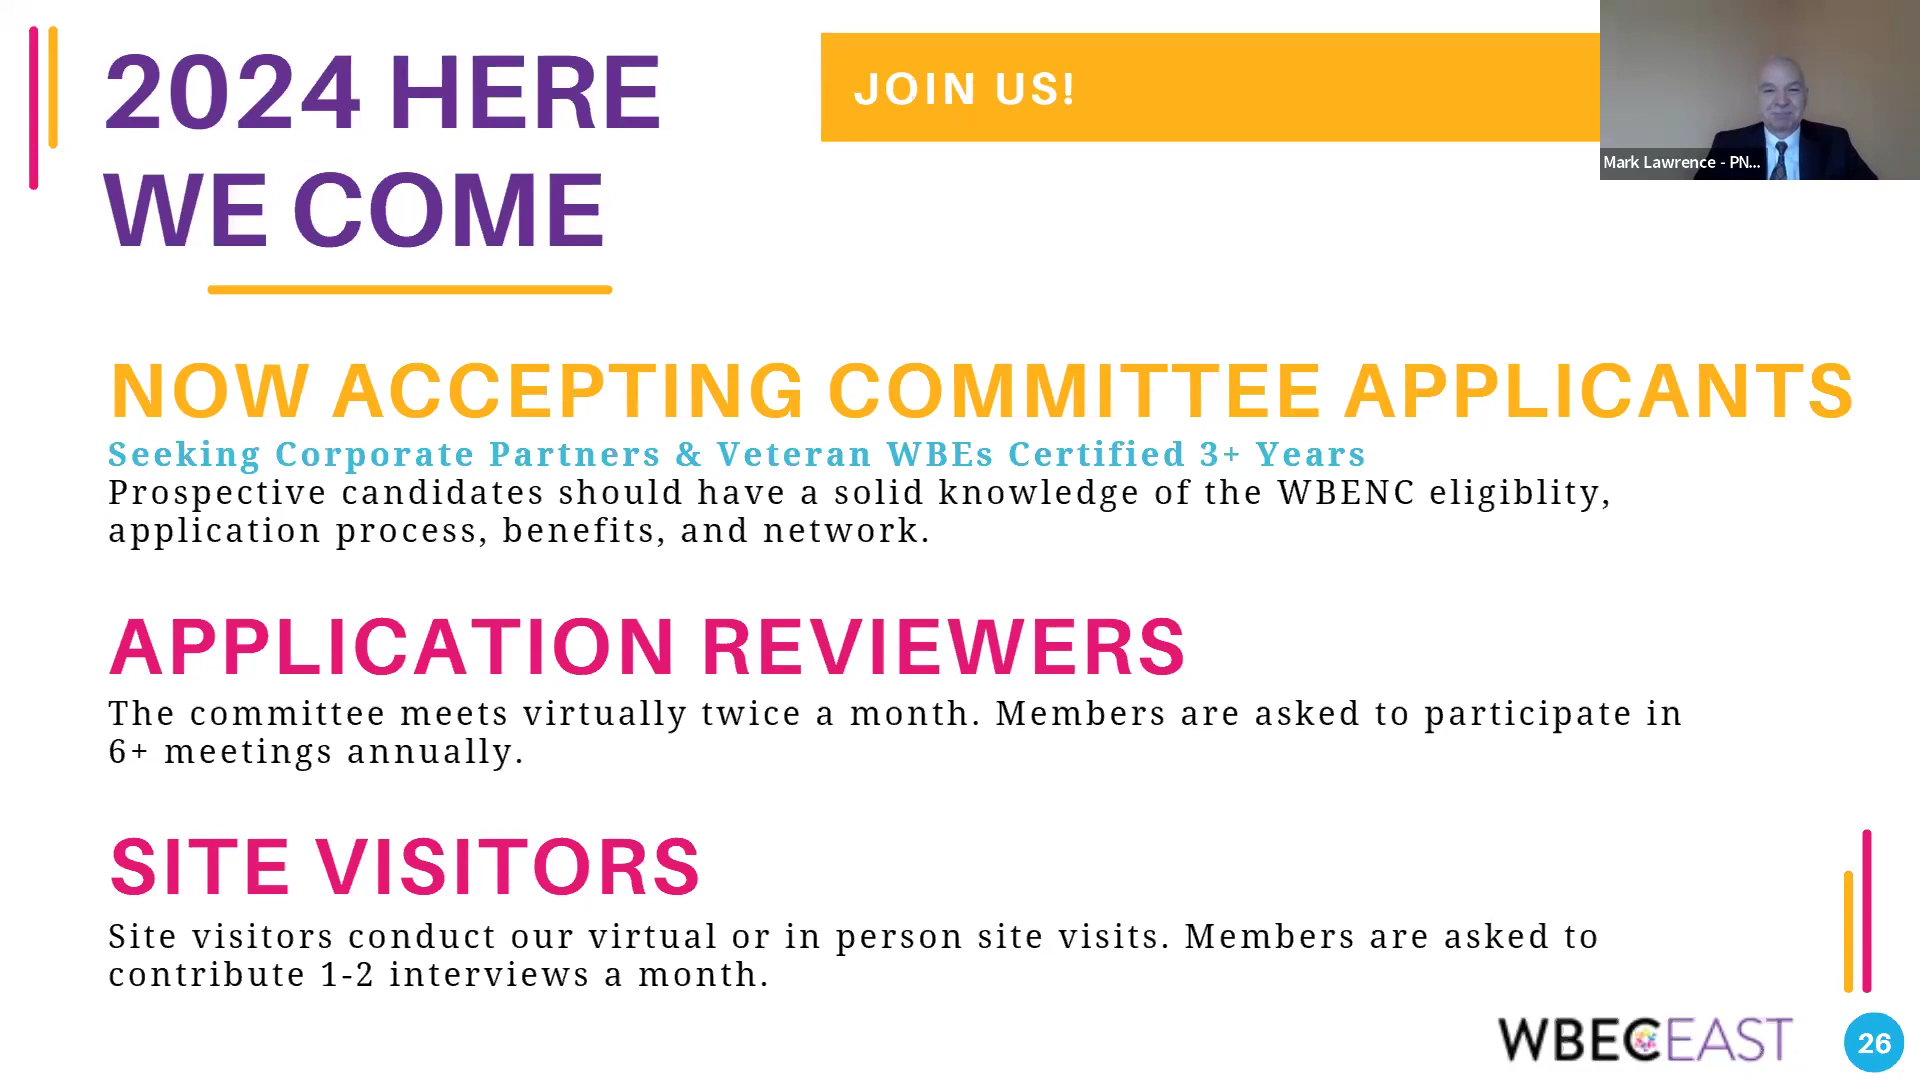 2024 HERE
WE COME
JOIN US!
Mark Lawrence - PN...
NOW ACCEPTING COMMITTEE APPLICANTS
Seeking Corporate Partners & Veteran WBEs Certified 3+ Years
Prospective candidates should have a solid knowledge of the WBENC eligiblity,
application process, benefits, and network.
APPLICATION REVIEWERS
The committee meets virtually twice a month. Members are asked to participate in
6+ meetings annually.
SITE VISITORS
Site visitors conduct our virtual or in person site visits. Members are asked to
contribute 1-2 interviews a month.
WBECEAST
26